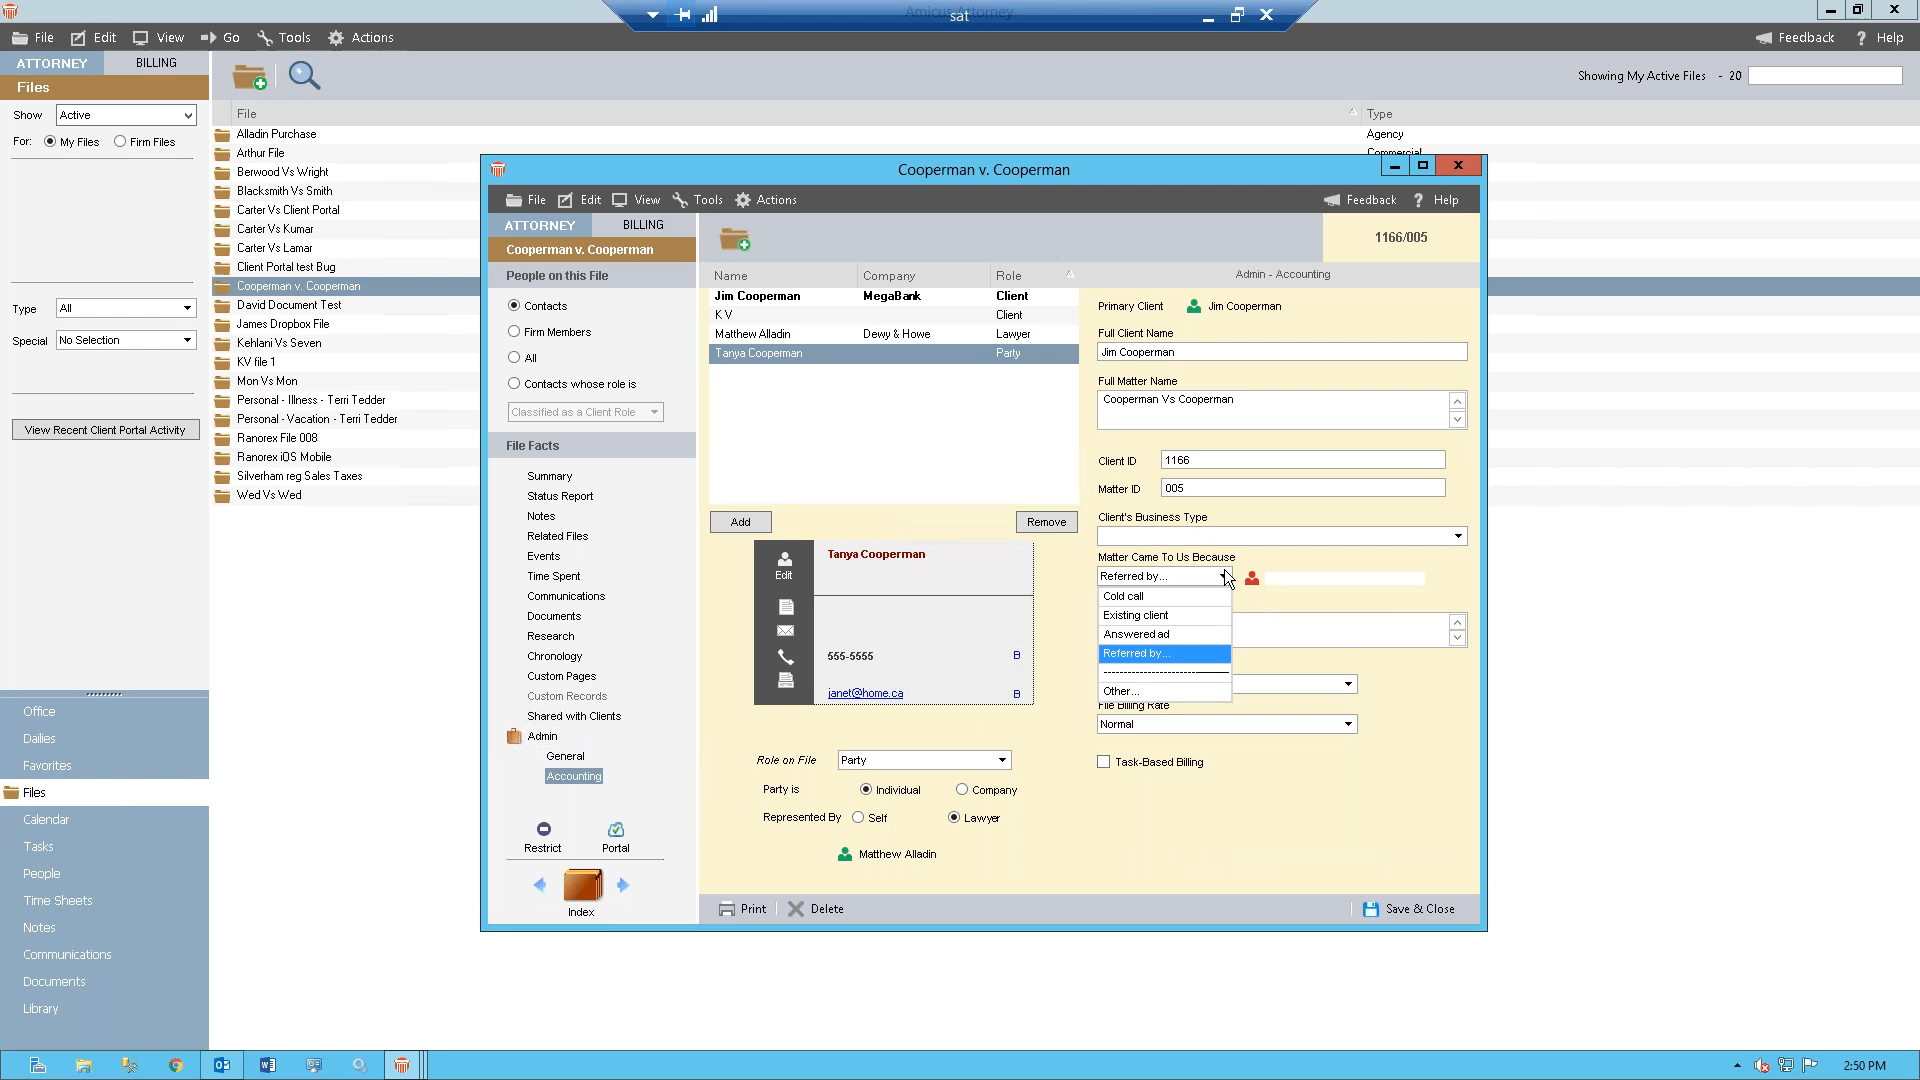 Amicus Attorney
sat
File Edit View Go Tools Actions Feedback ? Help
ATTORNEY BILLING
Files
Show Active
For: My Files Firm Files
Type All
Special No Selection
View Recent Client Portal Activity
Office
Dailies
Favorites
Files
Calendar
Tasks
People
Time Sheets
Notes
Communications
Documents
Library
Showing My Active Files - 20
File Type
Alladin Purchase Agency
Arthur File Commercial
Berwood Vs Wright
Blacksmith Vs Smith
Carter Vs Client Portal
Carter Vs Kumar
Carter Vs Lamar
Client Portal test Bug
Cooperman v. Cooperman
David Document Test
James Dropbox File
Kehlani Vs Seven
KV file 1
Mon Vs Mon
Personal - Illness - Terri Tedder
Personal - Vacation - Terri Tedder
Ranorex File 008
Ranorex iOS Mobile
Silverham reg Sales Taxes
Wed Vs Wed
Cooperman v. Cooperman
File Edit View Tools Actions Feedback ? Help
ATTORNEY BILLING
Cooperman v. Cooperman
People on this File
Contacts
Firm Members
All
Contacts whose role is
Classified as a Client Role
File Facts
Summary
Status Report
Notes
Related Files
Events
Time Spent
Communications
Documents
Research
Chronology
Custom Pages
Custom Records
Shared with Clients
Admin
General
Accounting
Restrict Portal
Index
Name Company Role
Jim Cooperman MegaBank Client
K V Client
Matthew Alladin Dewy & Howe Lawyer
Tanya Cooperman Party
Add Remove
Edit
Tanya Cooperman
555-5555 B
janet@home.ca B
Role on File Party
Party is Individual Company
Represented By Self Lawyer
Matthew Alladin
1166/005
Admin - Accounting
Primary Client Jim Cooperman
Full Client Name
Jim Cooperman
Full Matter Name
Cooperman Vs Cooperman
Client ID 1166
Matter ID 005
Client's Business Type
Matter Came To Us Because
Referred by...
Cold call
Existing client
Answered ad
Referred by...
Other...
File Billing Rate
Normal
Task-Based Billing
Print Delete Save & Close
2:50 PM